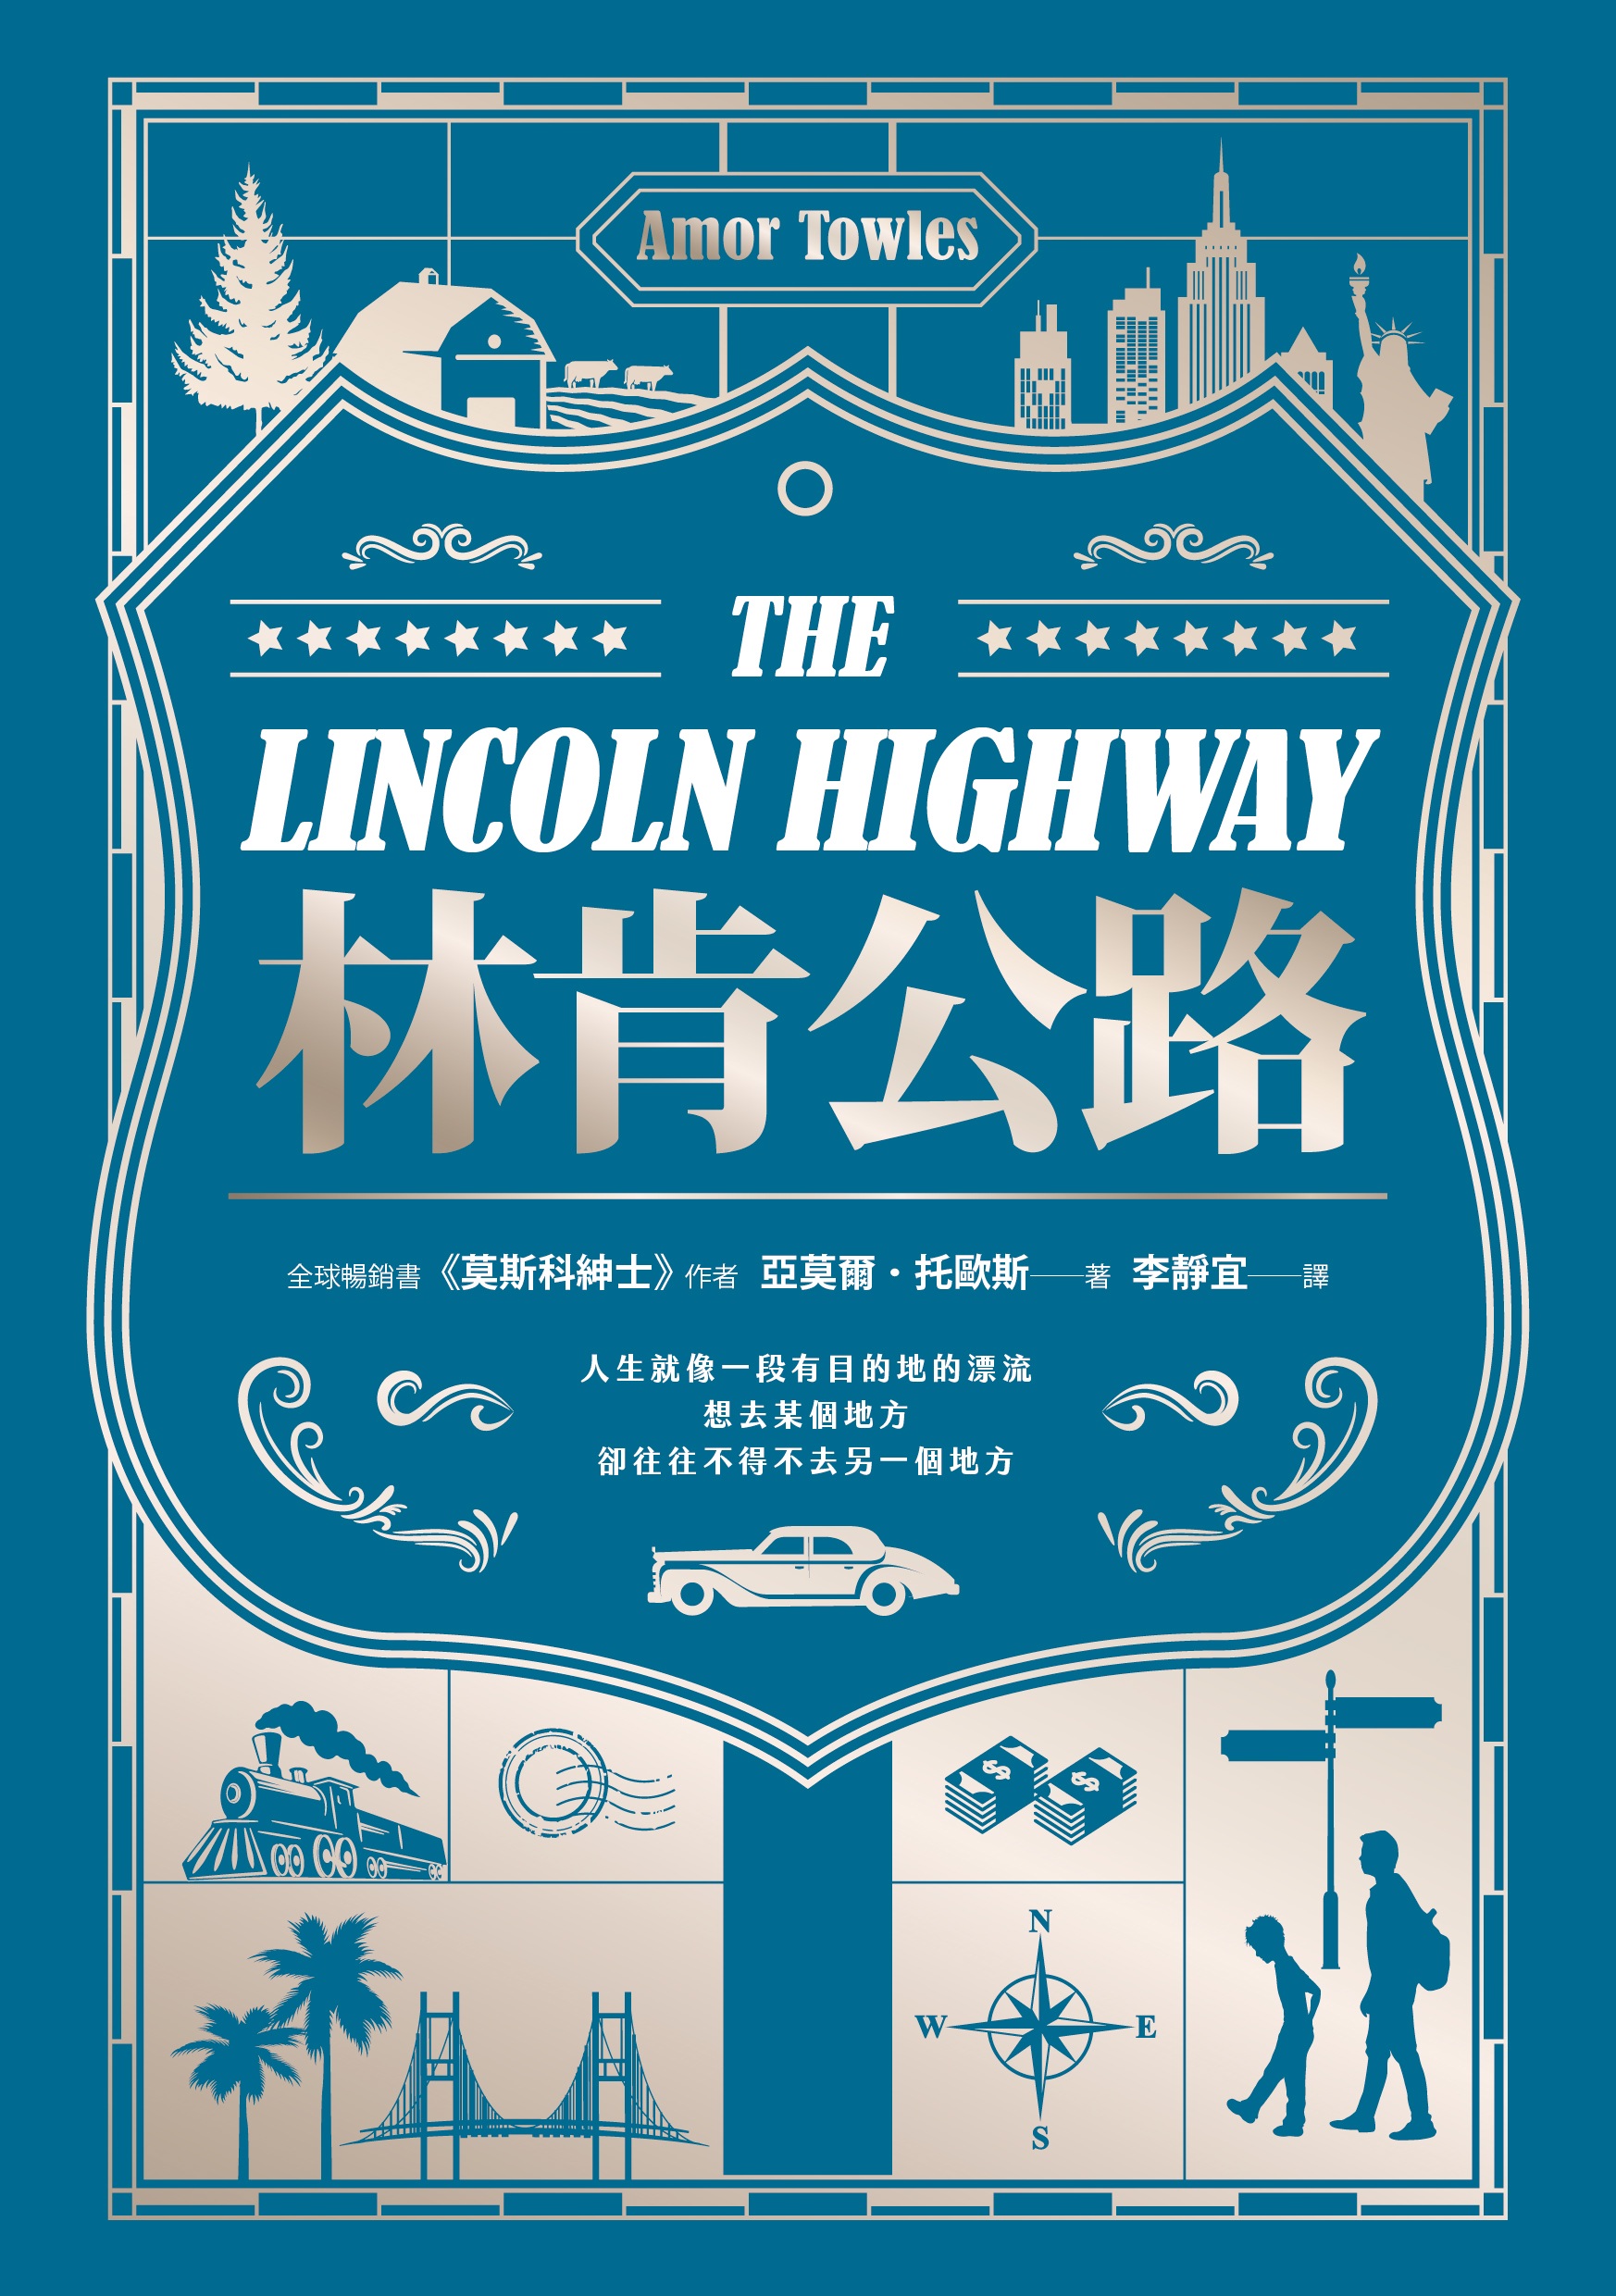 Amor Towles
THE
LINCOLN HIGHWAY
林肯公路
全球暢銷書《莫斯科紳士》作者 亞莫爾・托歐斯——著 李靜宜——譯
人生就像一段有目的地的漂流
想去某個地方
卻往往不得不去另一個地方
$ $
N
W E
S